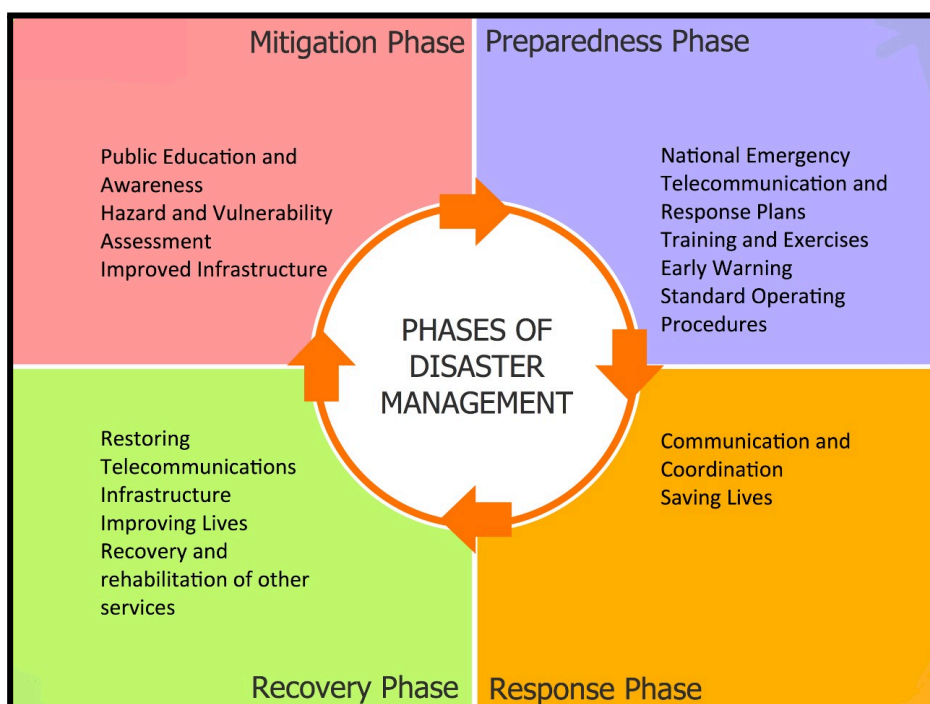 Mitigation Phase
Public Education and
Awareness
Hazard and Vulnerability
Assessment
Improved Infrastructure
Preparedness Phase
National Emergency
Telecommunication and
Response Plans
Training and Exercises
Early Warning
Standard Operating
Procedures
PHASES OF
DISASTER
MANAGEMENT
Restoring
Telecommunications
Infrastructure
Improving Lives
Recovery and
rehabilitation of other
services
Recovery Phase
Communication and
Coordination
Saving Lives
Response Phase